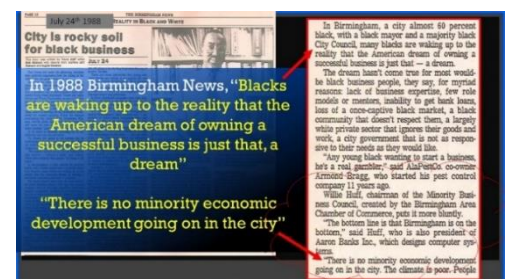 THE BIRMINGHAM NEWS
July 24th 1988
REALITY IN BLACK AND WHITE
City is rocky soil
for black business
JULY 24
In 1988 Birmingham News, "Blacks
are waking up to the reality that the
American dream of owning a
successful business is just that, a
dream"
"There is no minority economic
development going on in the city"
In Birmingham, a city almost 60 percent
black, with a black mayor and a majority black
City Council, many blacks are waking up to the
reality that the American dream of owning a
successful business is just that — a dream.
The dream hasn't come true for most would-
be black business people, they say, for myriad
reasons: lack of business expertise, few role
models or mentors, inability to get bank loans,
loss of a once-captive black market, a black
community that doesn't respect them, a largely
white private sector that ignores their goods and
work, a city government that is not as respon-
sive to their needs as they would like.
"Any young black wanting to start a business,
he's a real gambler," said AlaPestCo. co-owner
Armond Bragg, who started his pest control
company 11 years ago.
Willie Huff, chairman of the Minority Busi-
ness Council, created by the Birmingham Area
Chamber of Commerce, puts it more bluntly.
"The bottom line is that Birmingham is on the
bottom," said Huff, who is also president of
Aaron Banks Inc., which designs computer sys-
tems.
"There is no minority economic development
going on in the city. The climate is poor. People